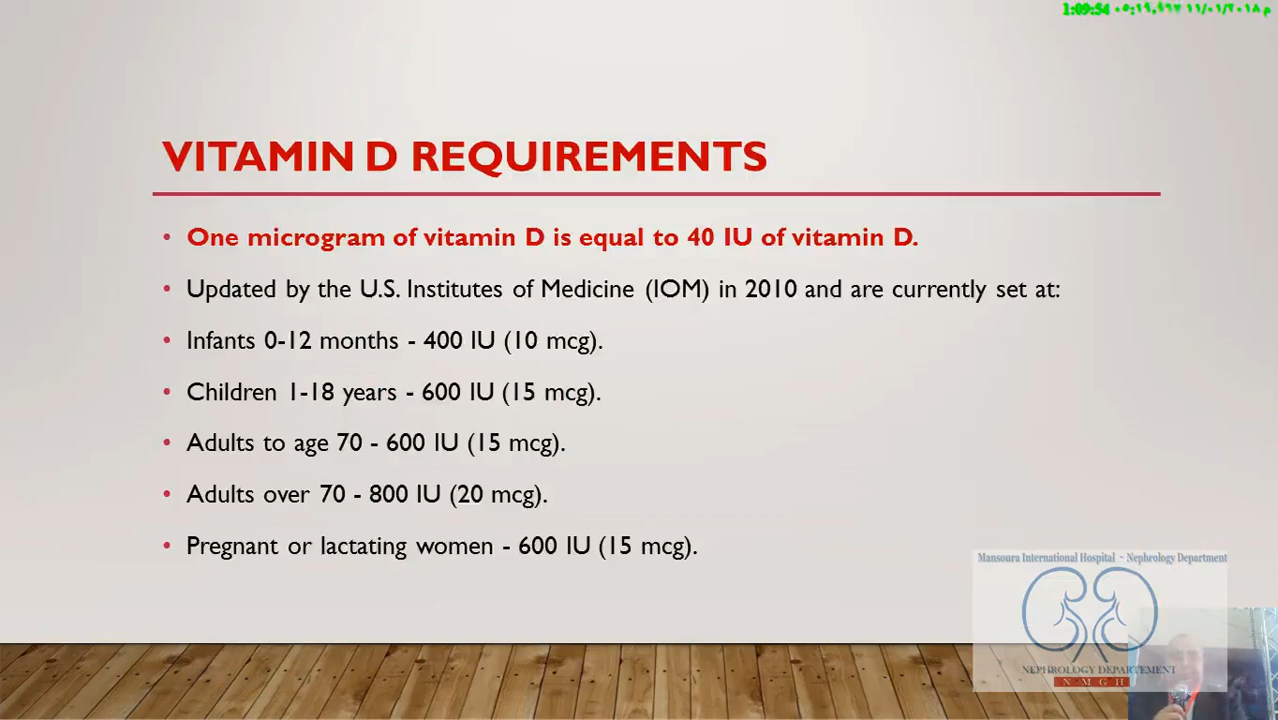 1:09:54
VITAMIN D REQUIREMENTS
• One microgram of vitamin D is equal to 40 IU of vitamin D.
• Updated by the U.S. Institutes of Medicine (IOM) in 2010 and are currently set at:
• Infants 0-12 months - 400 IU (10 mcg).
• Children 1-18 years - 600 IU (15 mcg).
• Adults to age 70 - 600 IU (15 mcg).
• Adults over 70 - 800 IU (20 mcg).
• Pregnant or lactating women - 600 IU (15 mcg).
Mansoura International Hospital ~ Nephrology Department
NEPHROLOGY DEPARTEMENT
N M G H